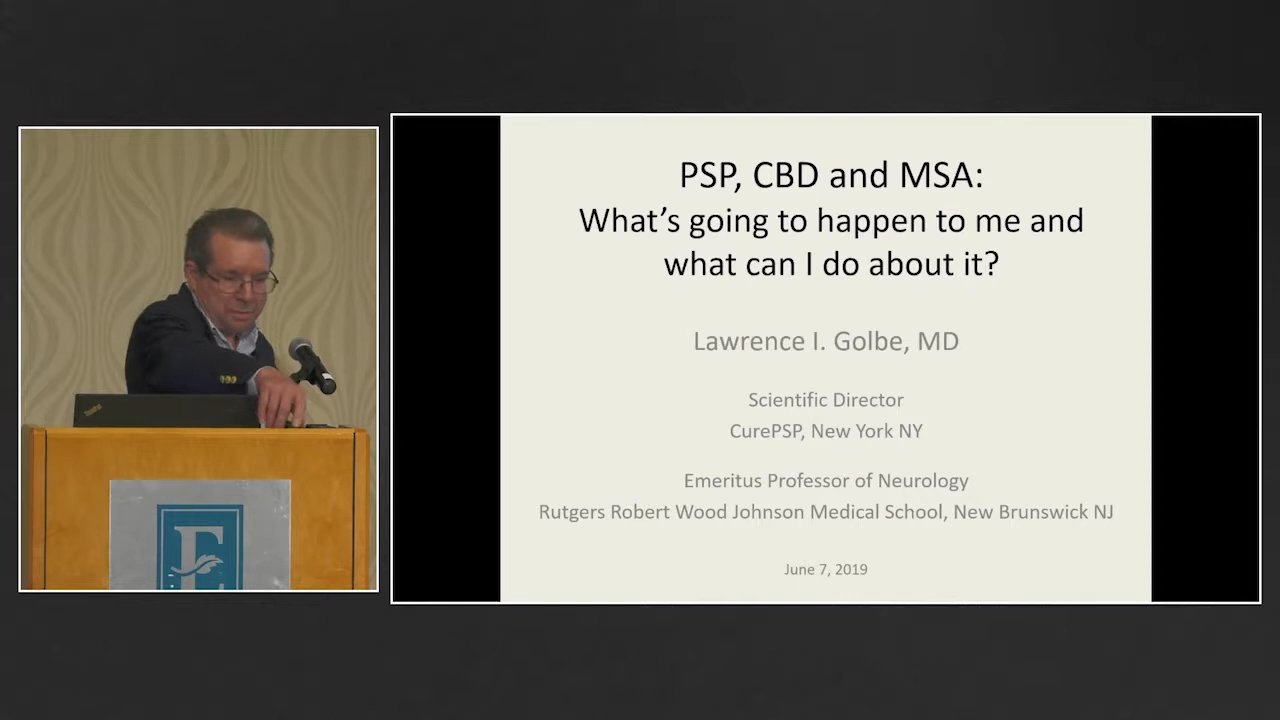 PSP, CBD and MSA:
What's going to happen to me and
what can I do about it?
Lawrence I. Golbe, MD
Scientific Director
CurePSP, New York NY
Emeritus Professor of Neurology
Rutgers Robert Wood Johnson Medical School, New Brunswick NJ
June 7, 2019
ThinkPad
E